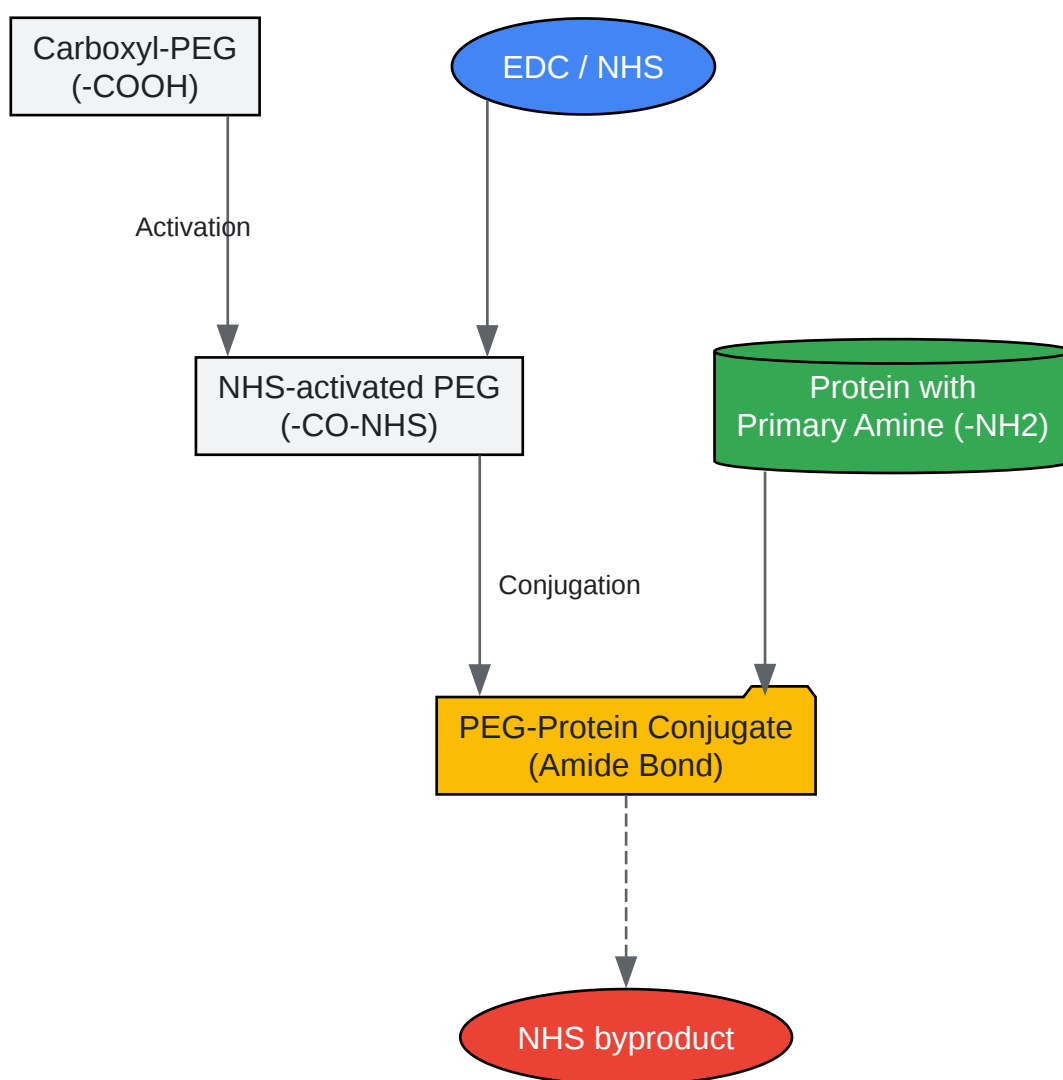 Carboxyl-PEG
(-COOH)
EDC / NHS
Activation
NHS-activated PEG
(-CO-NHS)
Protein with
Primary Amine (-NH2)
Conjugation
PEG-Protein Conjugate
(Amide Bond)
NHS byproduct